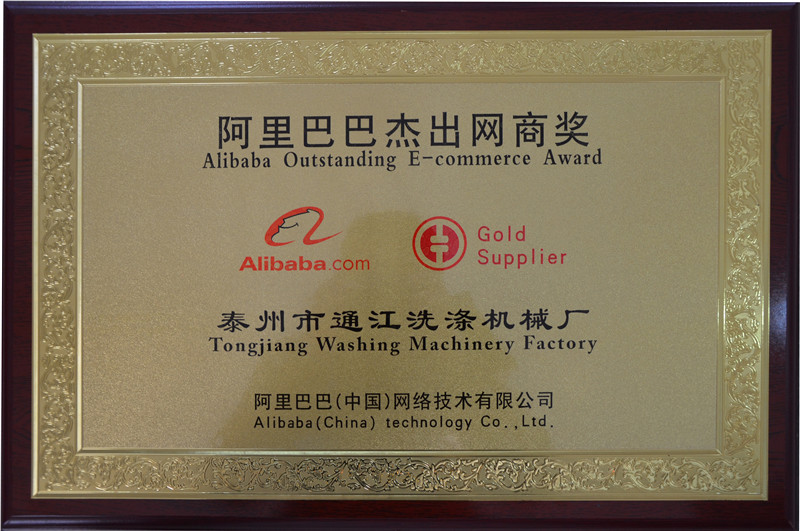 阿里巴巴杰出网商奖
Alibaba Outstanding E-commerce Award
Alibaba.com
Gold
Supplier
泰州市通江洗涤机械厂
Tongjiang Washing Machinery Factory
阿里巴巴(中国)网络技术有限公司
Alibaba(China) technology Co.,Ltd.